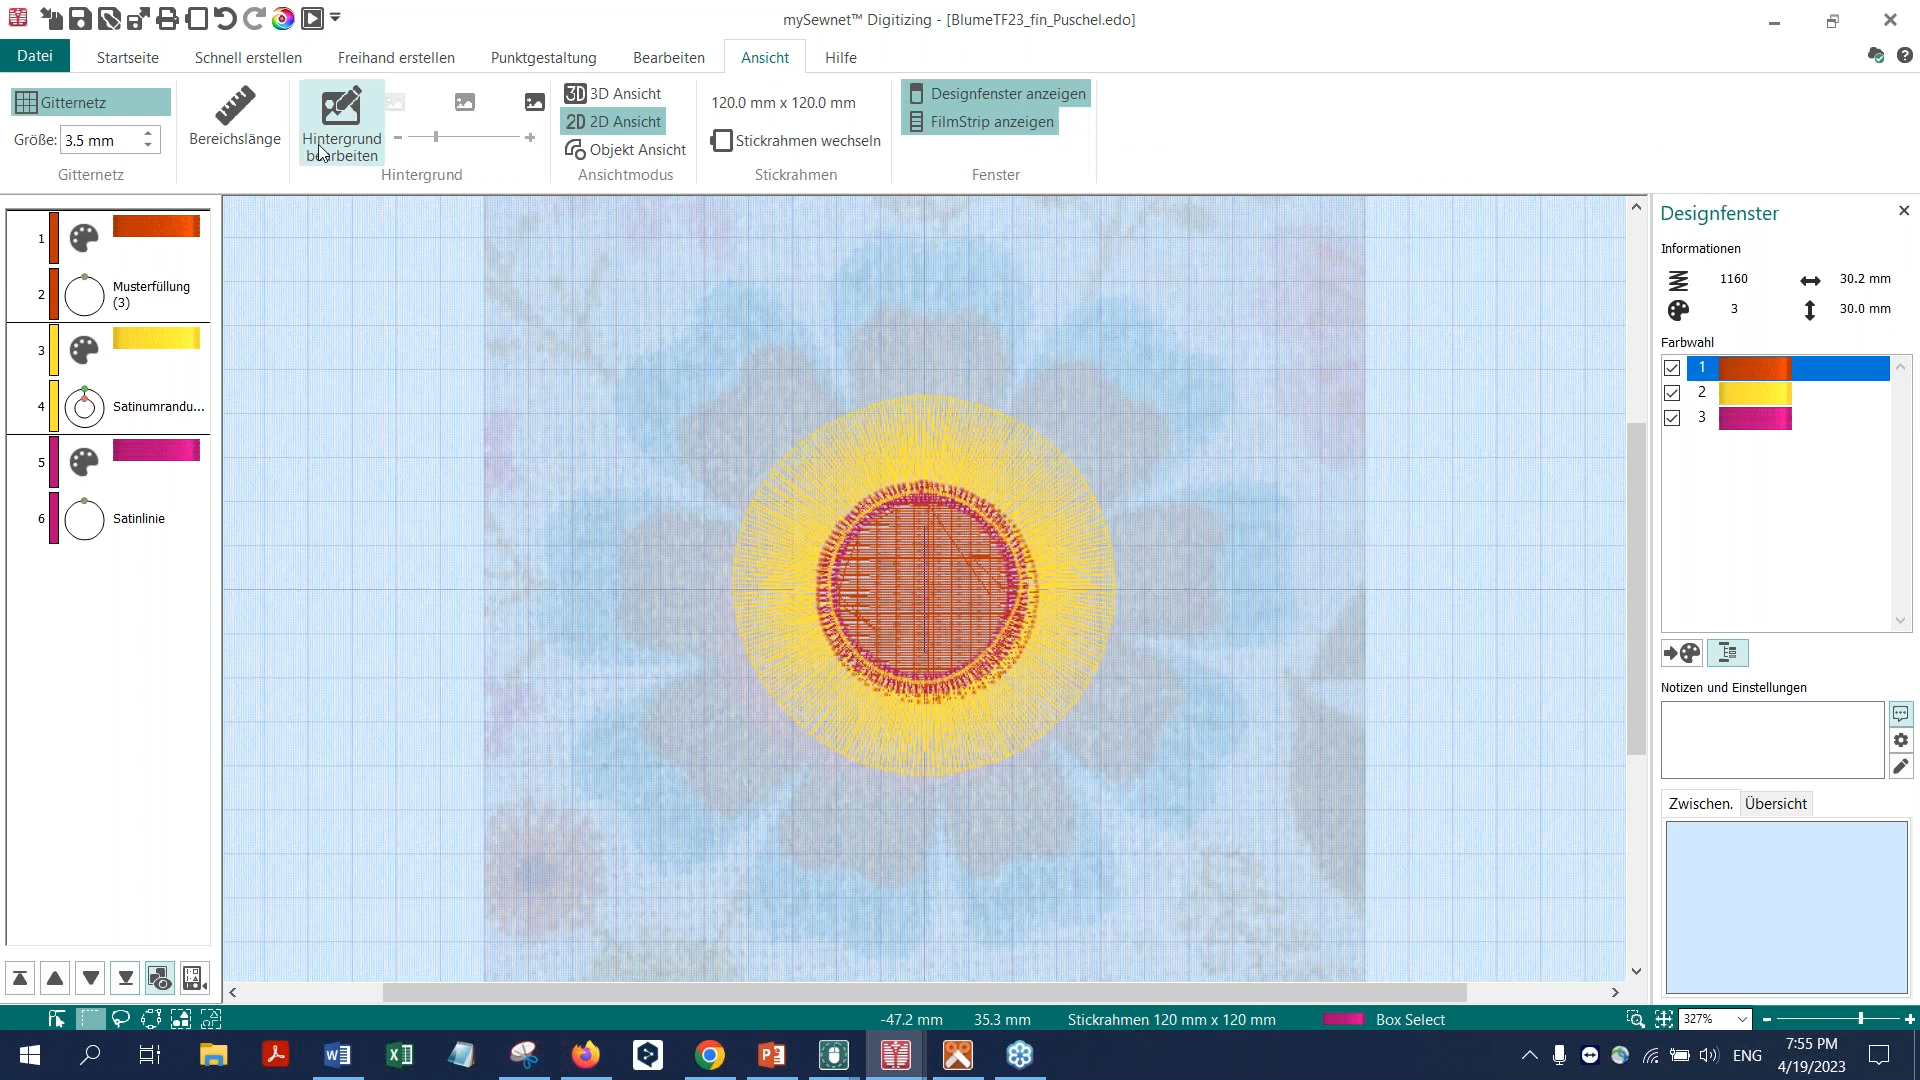 mySewnet™ Digitizing - [BlumeTF23_fin_Puschel.edo]
Datei
Startseite
Schnell erstellen
Freihand erstellen
Punktgestaltung
Bearbeiten
Ansicht
Hilfe
Gitternetz
Größe:
3.5 mm
Gitternetz
Bereichslänge
Hintergrund
bearbeiten
Hintergrund
3D 3D Ansicht
2D 2D Ansicht
Objekt Ansicht
Ansichtmodus
120.0 mm x 120.0 mm
Stickrahmen wechseln
Stickrahmen
Designfenster anzeigen
FilmStrip anzeigen
Fenster
1
2
Musterfüllung
(3)
3
4
Satinumrandu...
5
6
Satinlinie
Designfenster
Informationen
1160
30.2 mm
3
30.0 mm
Farbwahl
1
2
3
Notizen und Einstellungen
Zwischen.
Übersicht
-47.2 mm
35.3 mm
Stickrahmen 120 mm x 120 mm
Box Select
327%
ENG
7:55 PM
4/19/2023